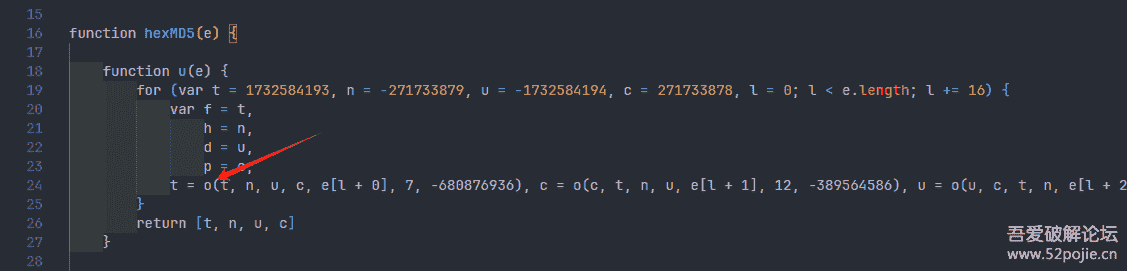 15
16 function hexMD5(e) {
17
18 function u(e) {
19 for (var t = 1732584193, n = -271733879, u = -1732584194, c = 271733878, l = 0; l < e.length; l += 16) {
20 var f = t,
21 h = n,
22 d = u,
23 p = c,
24 t = o(t, n, u, c, e[l + 0], 7, -680876936), c = o(c, t, n, u, e[l + 1], 12, -389564586), u = o(u, c, t, n, e[l + 2
25 }
26 return [t, n, u, c]
27 }
28
吾爱破解论坛
www.52pojie.cn